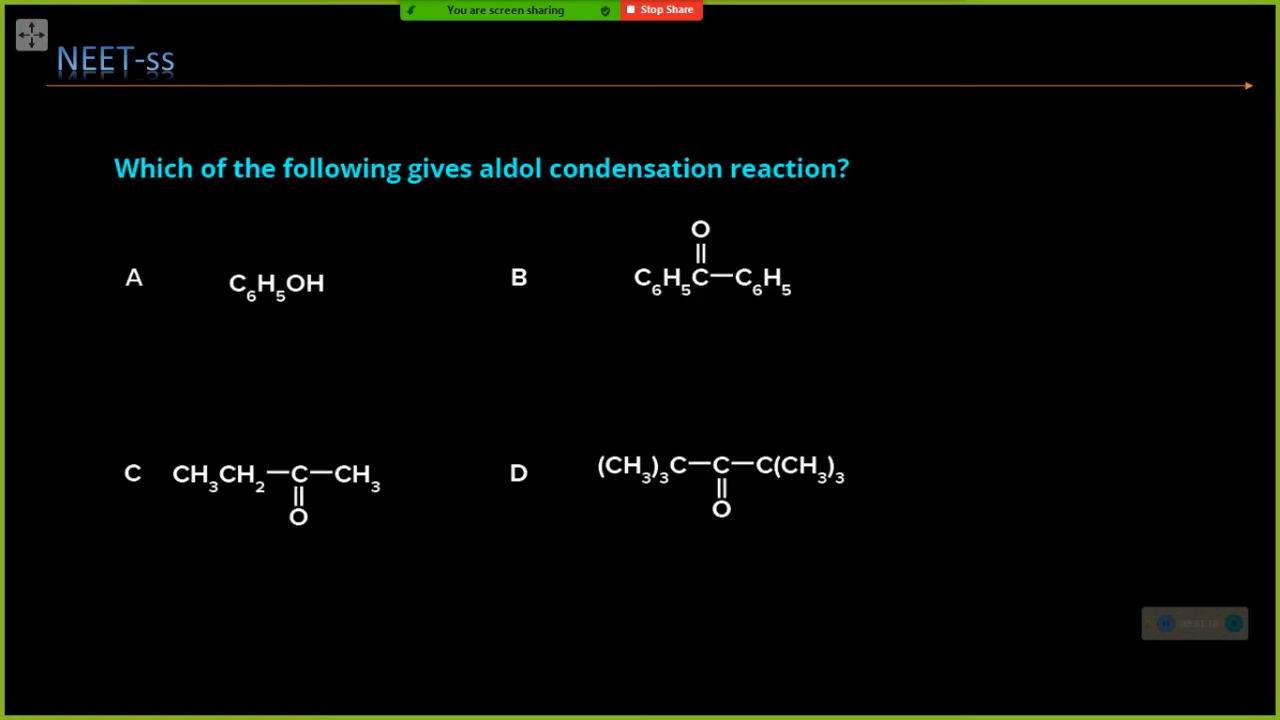 You are screen sharing Stop Share
NEET-ss
Which of the following gives aldol condensation reaction?
A C₆H₅OH
B O
||
C₆H₅C—C₆H₅
C CH₃CH₂—C—CH₃
||
O
D (CH₃)₃C—C—C(CH₃)₃
||
O